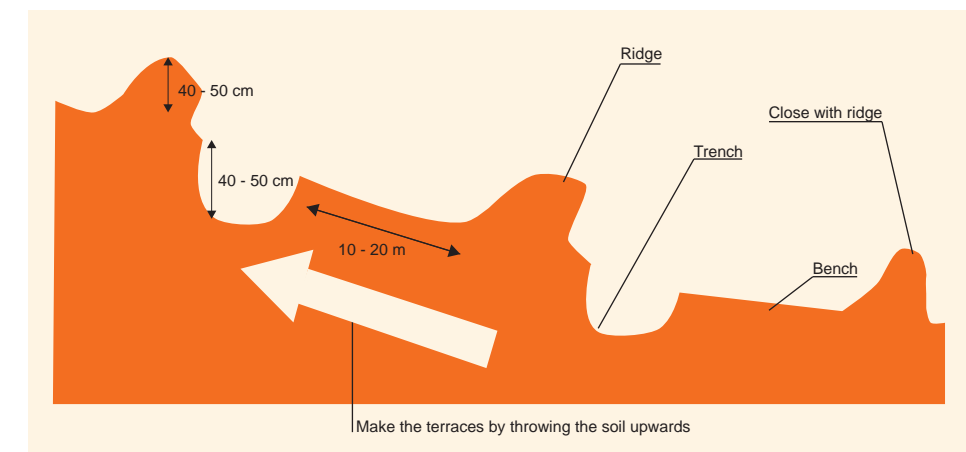 Ridge
40 - 50 cm
Close with ridge
Trench
40 - 50 cm
10 - 20 m
Bench
Make the terraces by throwing the soil upwards